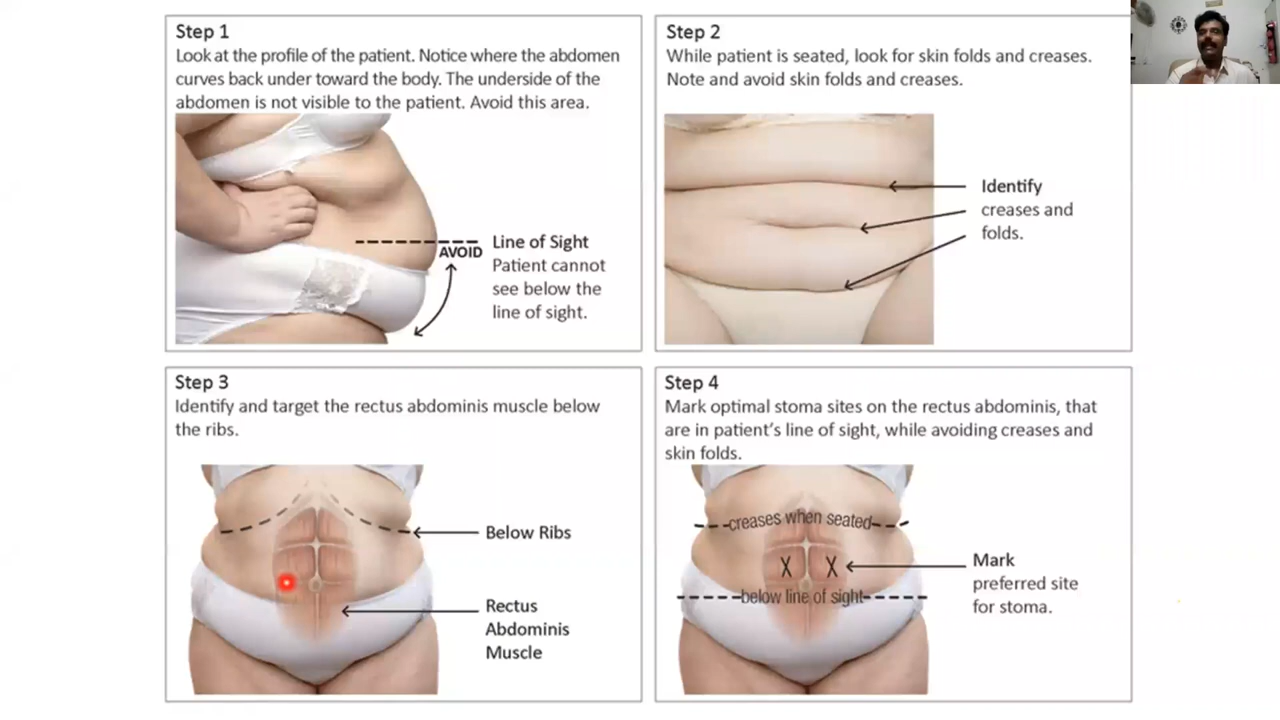 Step 1
Look at the profile of the patient. Notice where the abdomen
curves back under toward the body. The underside of the
abdomen is not visible to the patient. Avoid this area.
AVOID
Line of Sight
Patient cannot
see below the
line of sight.
Step 2
While patient is seated, look for skin folds and creases.
Note and avoid skin folds and creases.
Identify
creases and
folds.
Step 3
Identify and target the rectus abdominis muscle below
the ribs.
Below Ribs
Rectus
Abdominis
Muscle
Step 4
Mark optimal stoma sites on the rectus abdominis, that
are in patient's line of sight, while avoiding creases and
skin folds.
creases when seated
X X
below line of sight
Mark
preferred site
for stoma.